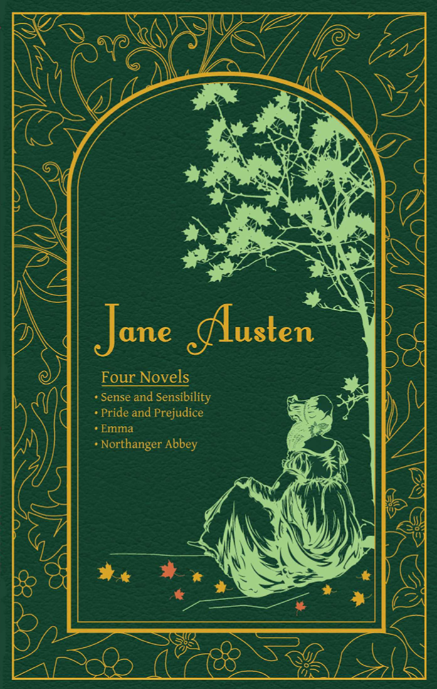 Jane Austen
Four Novels
• Sense and Sensibility
• Pride and Prejudice
• Emma
• Northanger Abbey